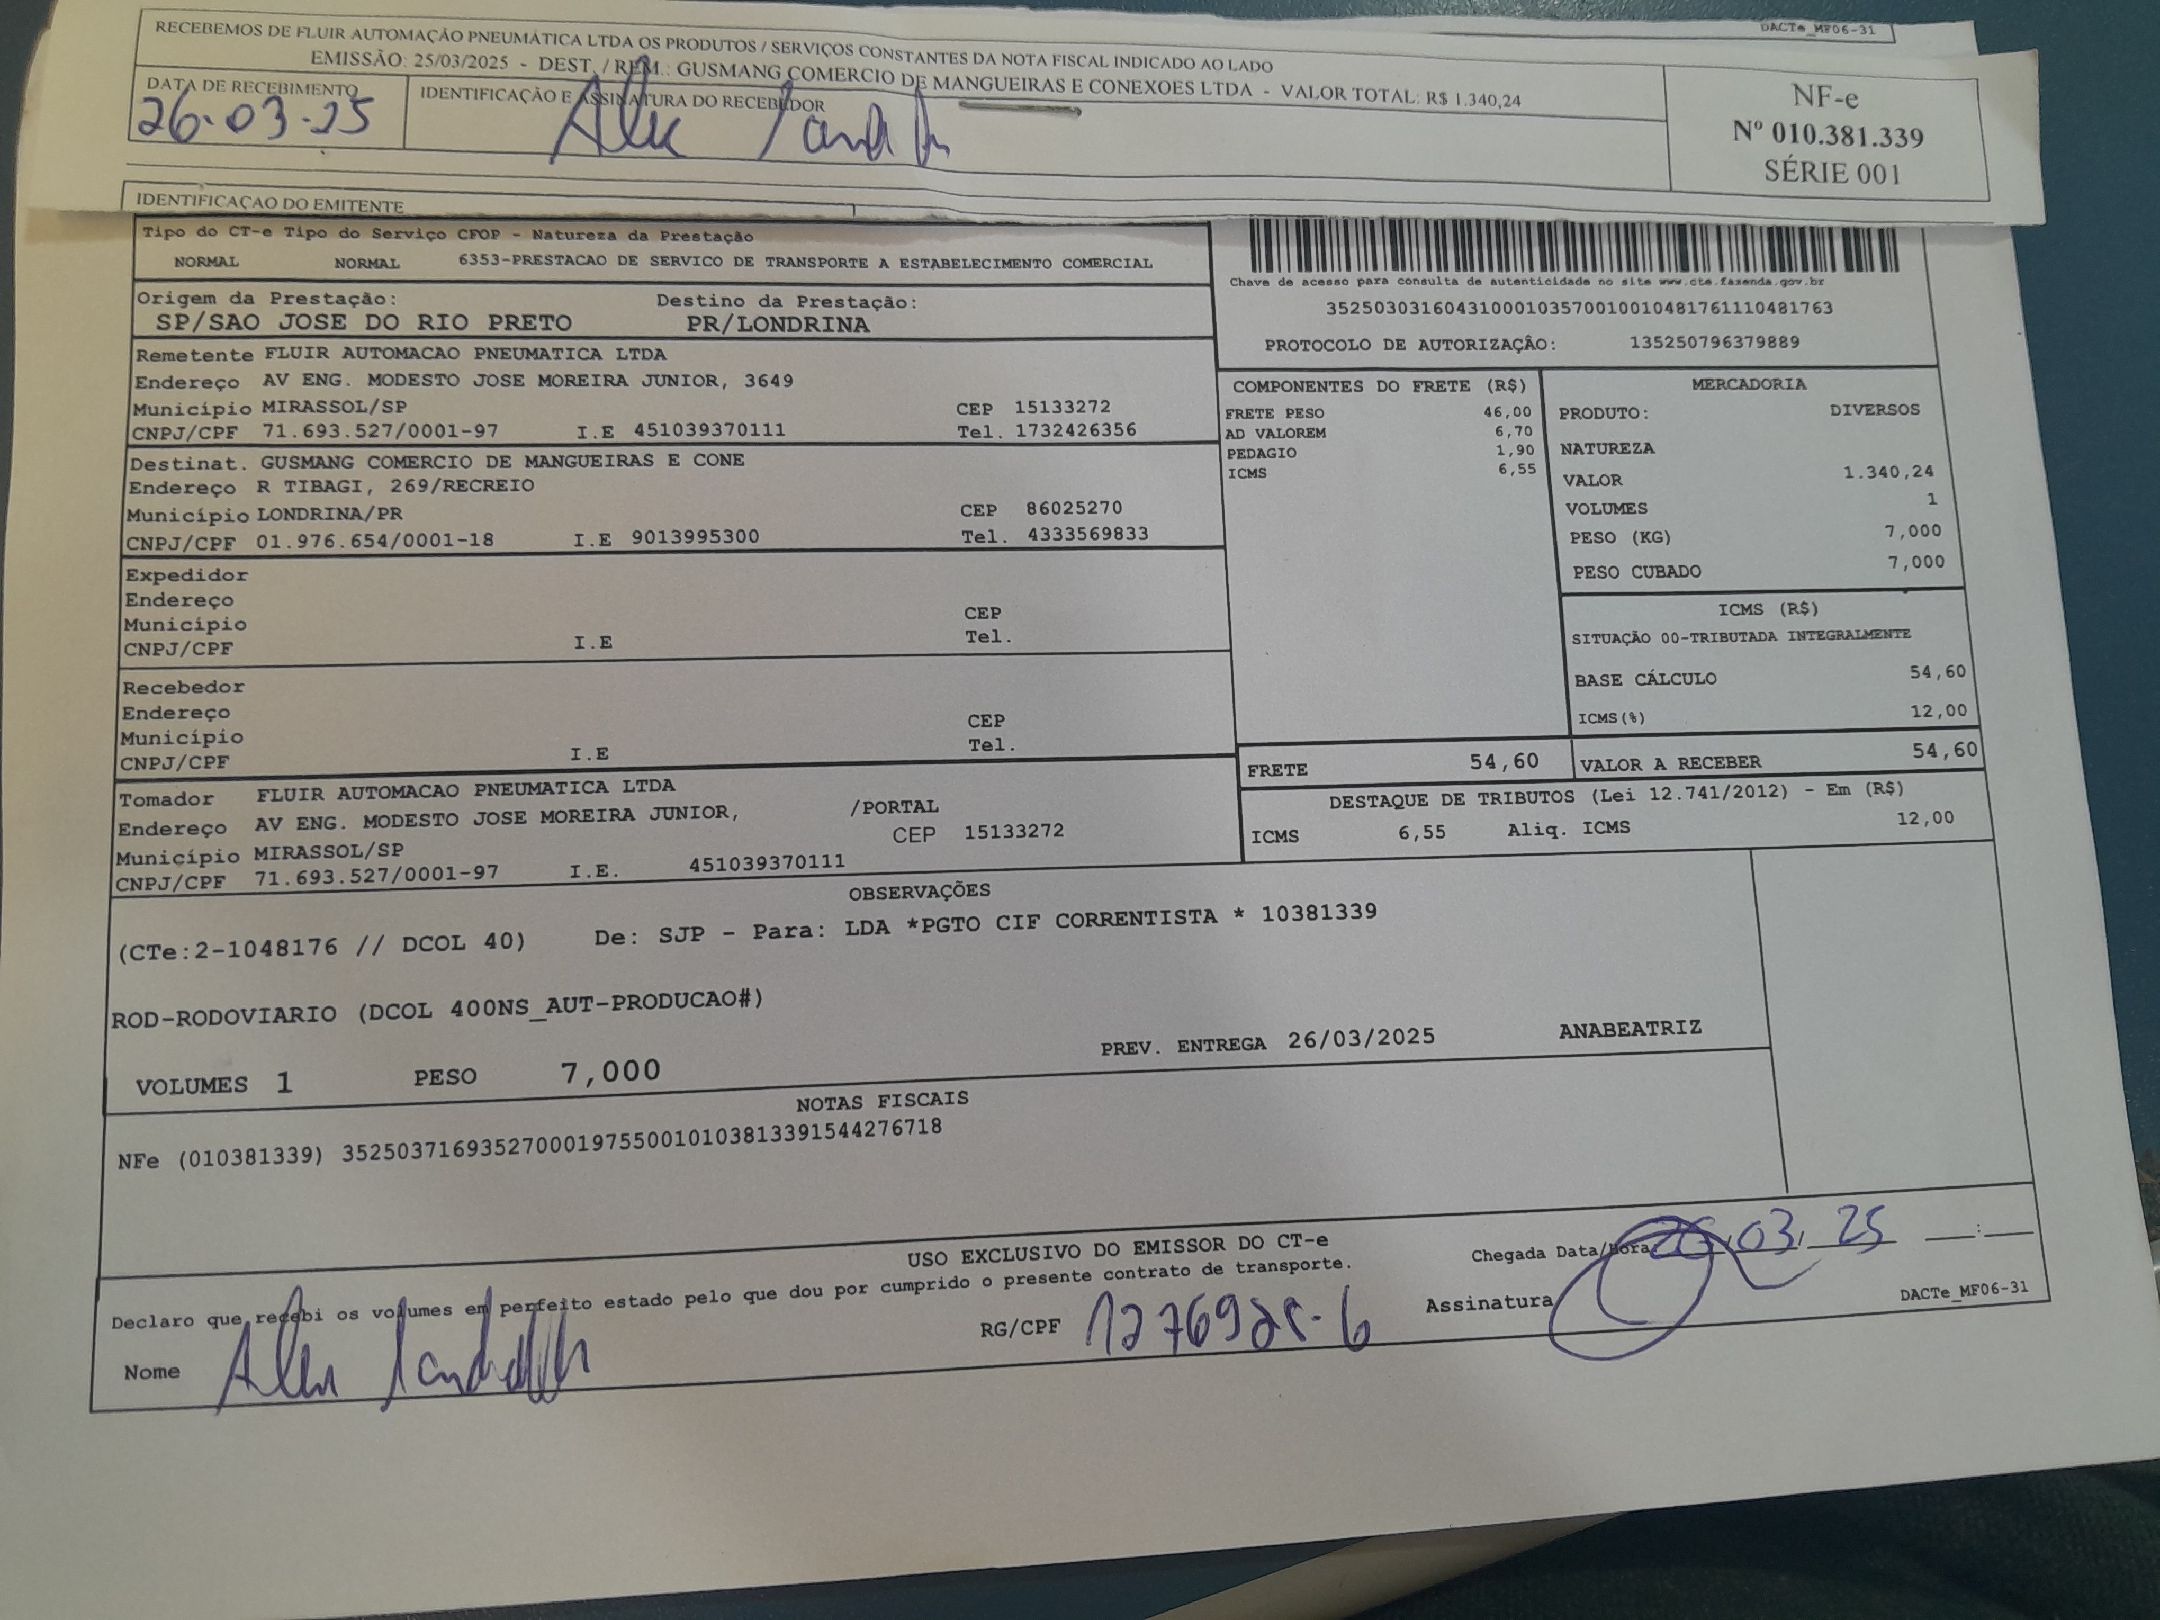 DACTe_MF06-31
RECEBEMOS DE FLUIR AUTOMAÇÃO PNEUMÁTICA LTDA OS PRODUTOS / SERVIÇOS CONSTANTES DA NOTA FISCAL INDICADO AO LADO
EMISSÃO: 25/03/2025 - DEST. / REM.: GUSMANG COMERCIO DE MANGUEIRAS E CONEXOES LTDA - VALOR TOTAL: R$ 1.340,24
DATA DE RECEBIMENTO
26.03.25
IDENTIFICAÇÃO E ASSINATURA DO RECEBEDOR
NF-e
Nº 010.381.339
SÉRIE 001
IDENTIFICAÇAO DO EMITENTE
Tipo do CT-e Tipo do Serviço CFOP - Natureza da Prestação
NORMAL NORMAL 6353-PRESTACAO DE SERVICO DE TRANSPORTE A ESTABELECIMENTO COMERCIAL
Origem da Prestação: Destino da Prestação:
SP/SAO JOSE DO RIO PRETO PR/LONDRINA
Chave de acesso para consulta de autenticidade no site www.cte.fazenda.gov.br
35250303160431000103570010010481761110481763
PROTOCOLO DE AUTORIZAÇÃO: 135250796379889
Remetente FLUIR AUTOMACAO PNEUMATICA LTDA
Endereço AV ENG. MODESTO JOSE MOREIRA JUNIOR, 3649
Município MIRASSOL/SP CEP 15133272
CNPJ/CPF 71.693.527/0001-97 I.E 451039370111 Tel. 1732426356
Destinat. GUSMANG COMERCIO DE MANGUEIRAS E CONE
Endereço R TIBAGI, 269/RECREIO
Município LONDRINA/PR CEP 86025270
CNPJ/CPF 01.976.654/0001-18 I.E 9013995300 Tel. 4333569833
Expedidor
Endereço
Município CEP
CNPJ/CPF I.E Tel.
Recebedor
Endereço
Município CEP
CNPJ/CPF I.E Tel.
Tomador FLUIR AUTOMACAO PNEUMATICA LTDA
Endereço AV ENG. MODESTO JOSE MOREIRA JUNIOR, /PORTAL
Município MIRASSOL/SP CEP 15133272
CNPJ/CPF 71.693.527/0001-97 I.E. 451039370111
COMPONENTES DO FRETE (R$)
FRETE PESO 46,00
AD VALOREM 6,70
PEDAGIO 1,90
ICMS 6,55
MERCADORIA
PRODUTO: DIVERSOS
NATUREZA
VALOR 1.340,24
VOLUMES 1
PESO (KG) 7,000
PESO CUBADO 7,000
ICMS (R$)
SITUAÇÃO 00-TRIBUTADA INTEGRALMENTE
BASE CÁLCULO 54,60
ICMS(%) 12,00
FRETE 54,60 VALOR A RECEBER 54,60
DESTAQUE DE TRIBUTOS (Lei 12.741/2012) - Em (R$)
ICMS 6,55 Aliq. ICMS 12,00
OBSERVAÇÕES
(CTe:2-1048176 // DCOL 40) De: SJP - Para: LDA *PGTO CIF CORRENTISTA * 10381339
ROD-RODOVIARIO (DCOL 400NS_AUT-PRODUCAO#)
PREV. ENTREGA 26/03/2025 ANABEATRIZ
VOLUMES 1 PESO 7,000
NOTAS FISCAIS
NFe (010381339) 35250371693527000197550010103813391544276718
USO EXCLUSIVO DO EMISSOR DO CT-e
Declaro que recebi os volumes em perfeito estado pelo que dou por cumprido o presente contrato de transporte.
Chegada Data/Hora 26 03 25 __:__
Nome
RG/CPF
Assinatura
DACTe_MF06-31